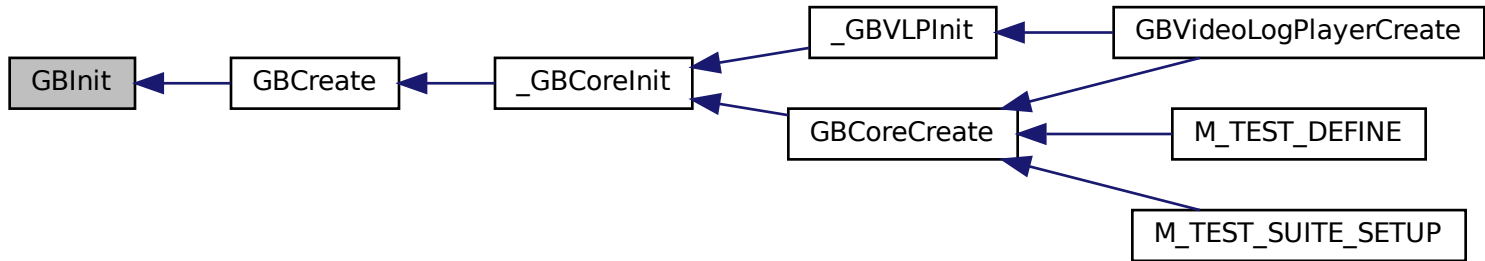 GBInit
GBCreate
_GBCoreInit
_GBVLPInit
GBVideoLogPlayerCreate
GBCoreCreate
M_TEST_DEFINE
M_TEST_SUITE_SETUP